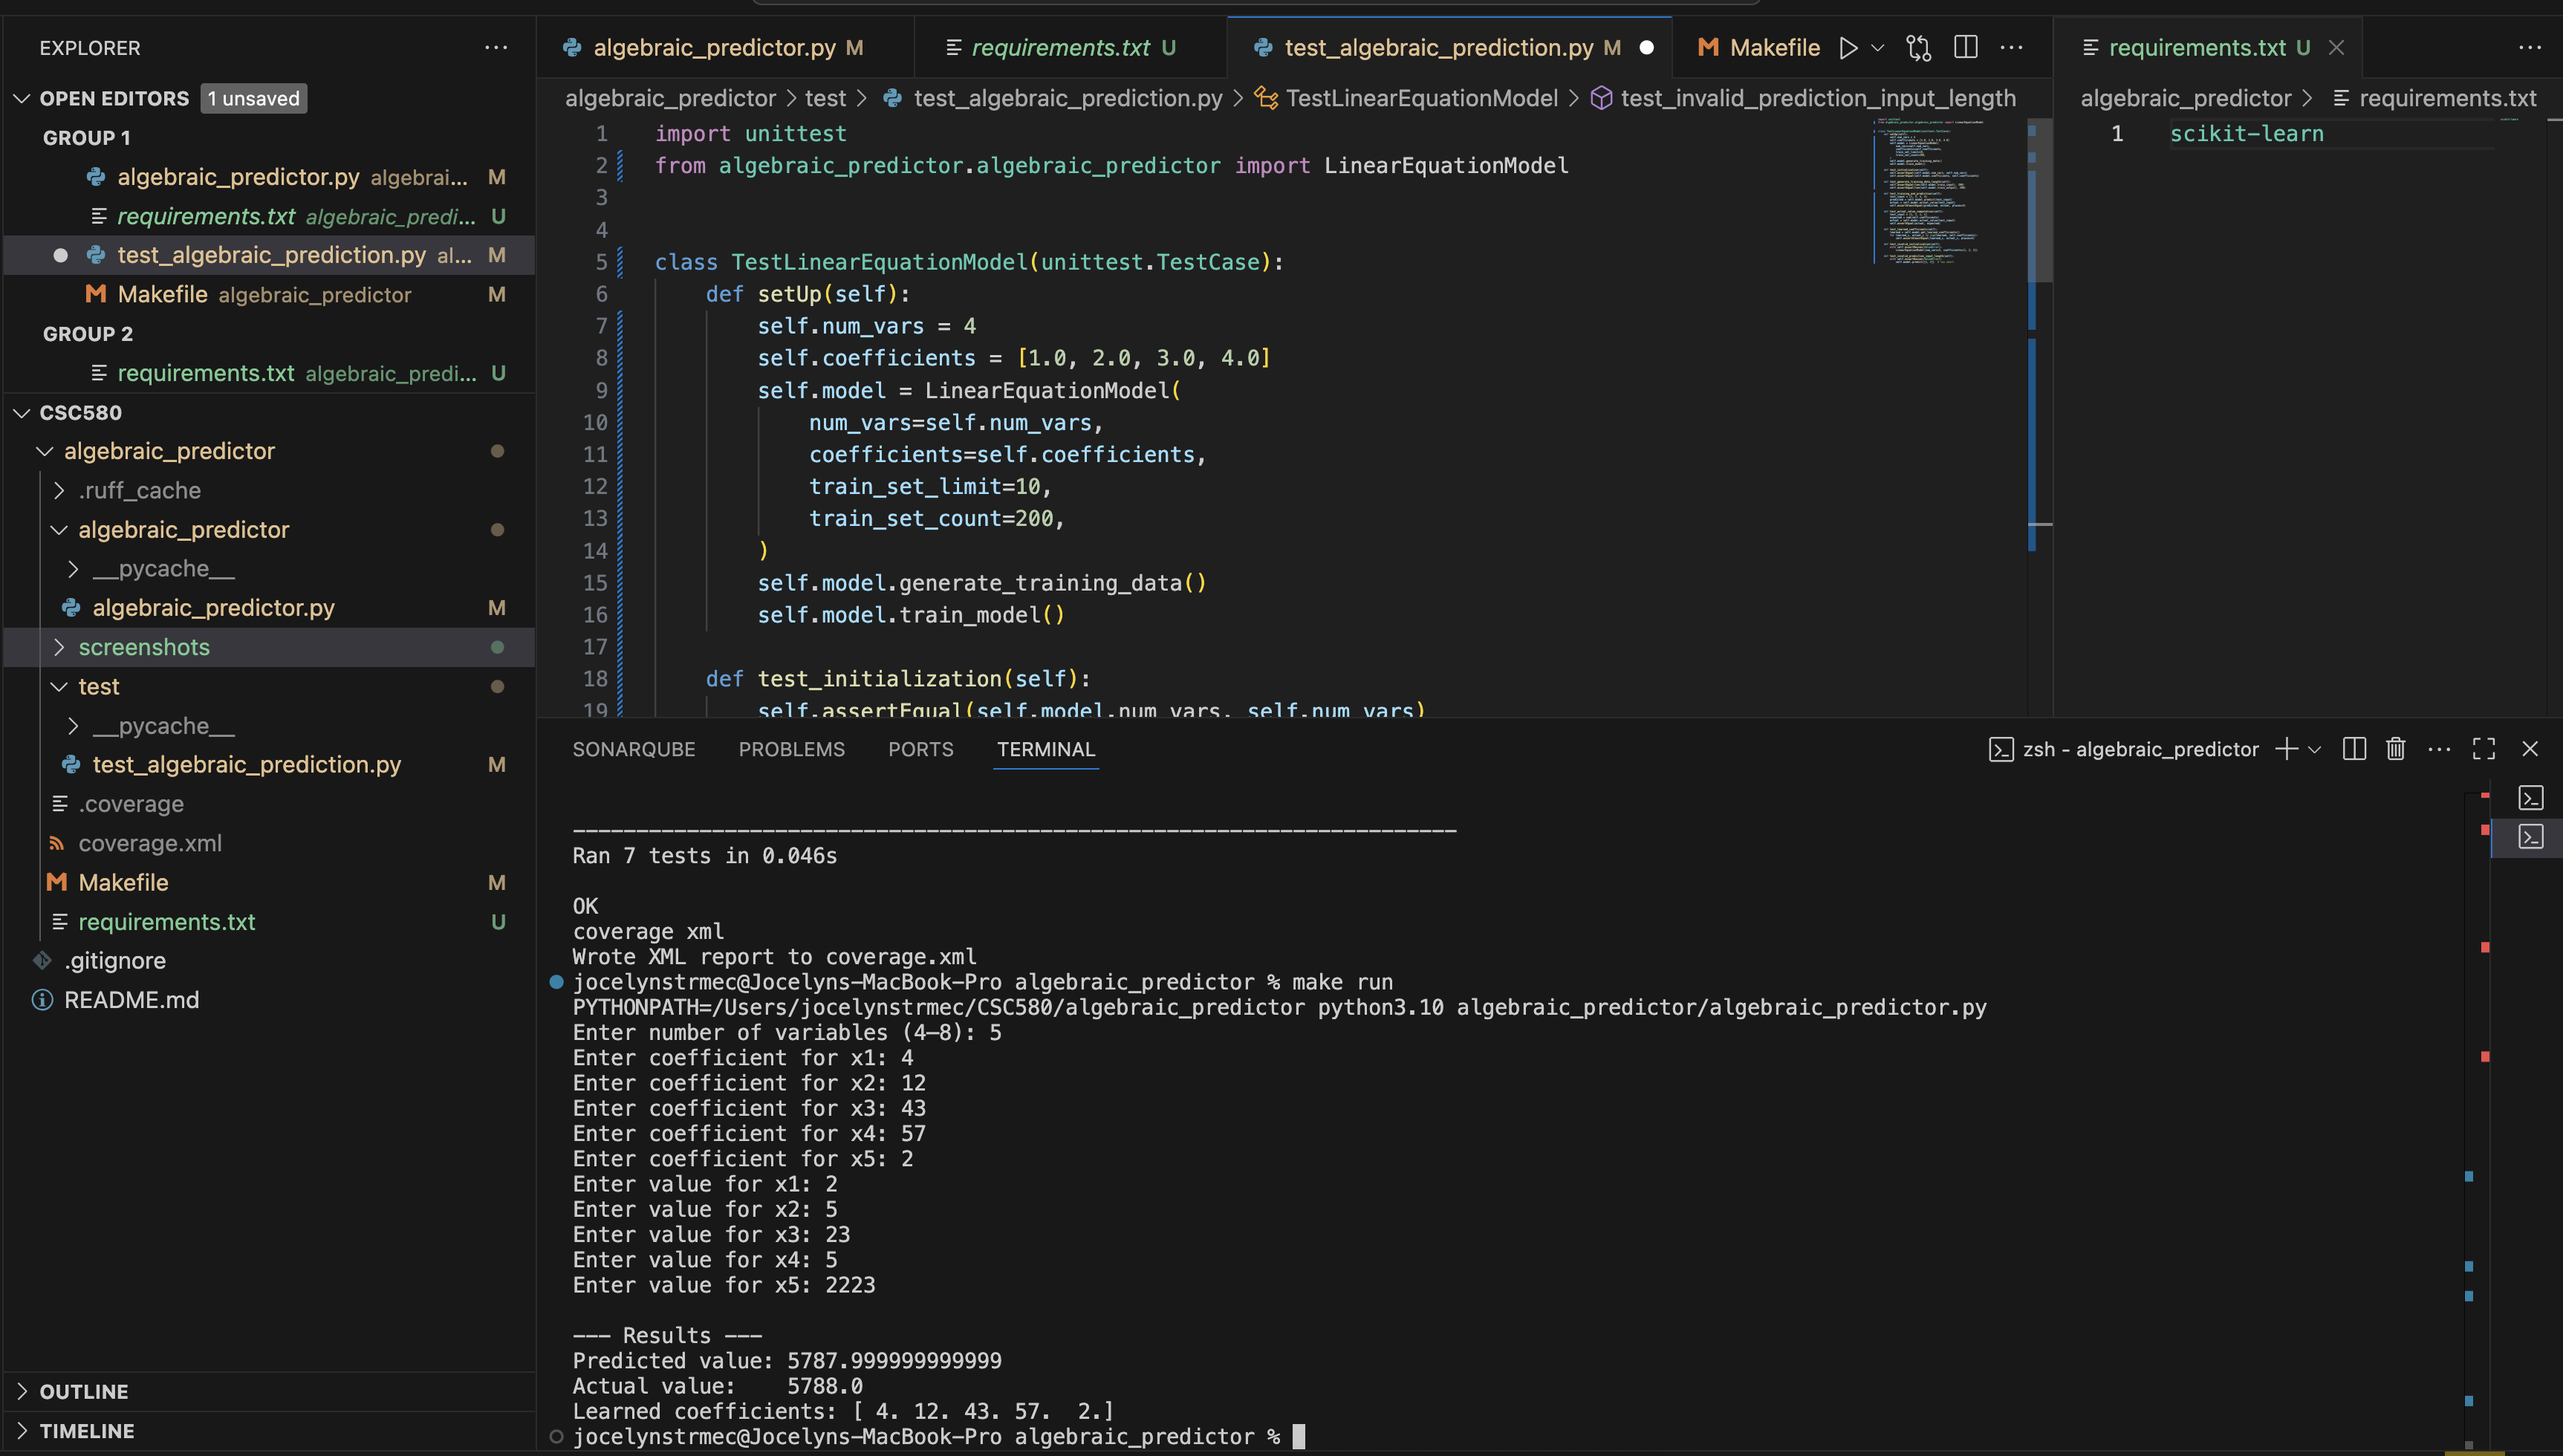 EXPLORER
OPEN EDITORS 1 unsaved
GROUP 1
algebraic_predictor.py algebrai... M
requirements.txt algebraic_predi... U
test_algebraic_prediction.py al... M
Makefile algebraic_predictor M
GROUP 2
requirements.txt algebraic_predi... U
CSC580
algebraic_predictor
.ruff_cache
algebraic_predictor
__pycache__
algebraic_predictor.py M
screenshots
test
__pycache__
test_algebraic_prediction.py M
.coverage
coverage.xml
Makefile M
requirements.txt U
.gitignore
README.md
OUTLINE
TIMELINE
algebraic_predictor.py M
requirements.txt U
test_algebraic_prediction.py M
Makefile
algebraic_predictor > test > test_algebraic_prediction.py > TestLinearEquationModel > test_invalid_prediction_input_length
1 import unittest
2 from algebraic_predictor.algebraic_predictor import LinearEquationModel
3
4
5 class TestLinearEquationModel(unittest.TestCase):
6 def setUp(self):
7 self.num_vars = 4
8 self.coefficients = [1.0, 2.0, 3.0, 4.0]
9 self.model = LinearEquationModel(
10 num_vars=self.num_vars,
11 coefficients=self.coefficients,
12 train_set_limit=10,
13 train_set_count=200,
14 )
15 self.model.generate_training_data()
16 self.model.train_model()
17
18 def test_initialization(self):
19 self.assertEqual(self.model.num_vars, self.num_vars)
requirements.txt U
algebraic_predictor > requirements.txt
1 scikit-learn
SONARQUBE PROBLEMS PORTS TERMINAL
zsh - algebraic_predictor
----------------------------------------------------------------------
Ran 7 tests in 0.046s
OK
coverage xml
Wrote XML report to coverage.xml
jocelynstrmec@Jocelyns-MacBook-Pro algebraic_predictor % make run
PYTHONPATH=/Users/jocelynstrmec/CSC580/algebraic_predictor python3.10 algebraic_predictor/algebraic_predictor.py
Enter number of variables (4–8): 5
Enter coefficient for x1: 4
Enter coefficient for x2: 12
Enter coefficient for x3: 43
Enter coefficient for x4: 57
Enter coefficient for x5: 2
Enter value for x1: 2
Enter value for x2: 5
Enter value for x3: 23
Enter value for x4: 5
Enter value for x5: 2223
--- Results ---
Predicted value: 5787.999999999999
Actual value: 5788.0
Learned coefficients: [ 4. 12. 43. 57. 2.]
jocelynstrmec@Jocelyns-MacBook-Pro algebraic_predictor %